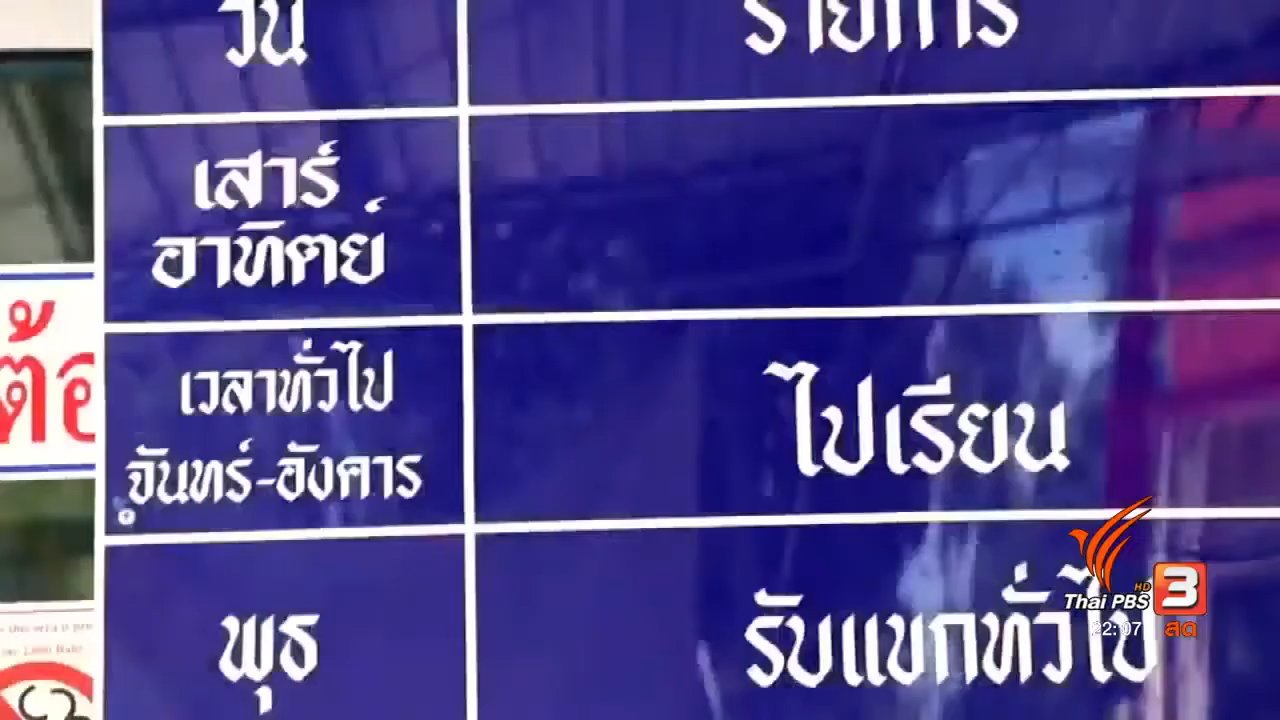 วัน
รายการ
เสาร์
อาทิตย์
เวลาทั่วไป
จันทร์-อังคาร
ไปเรียน
พุธ
รับแขกทั่วไป
ต้อ
HD
Thai PBS 3
22:07 สด